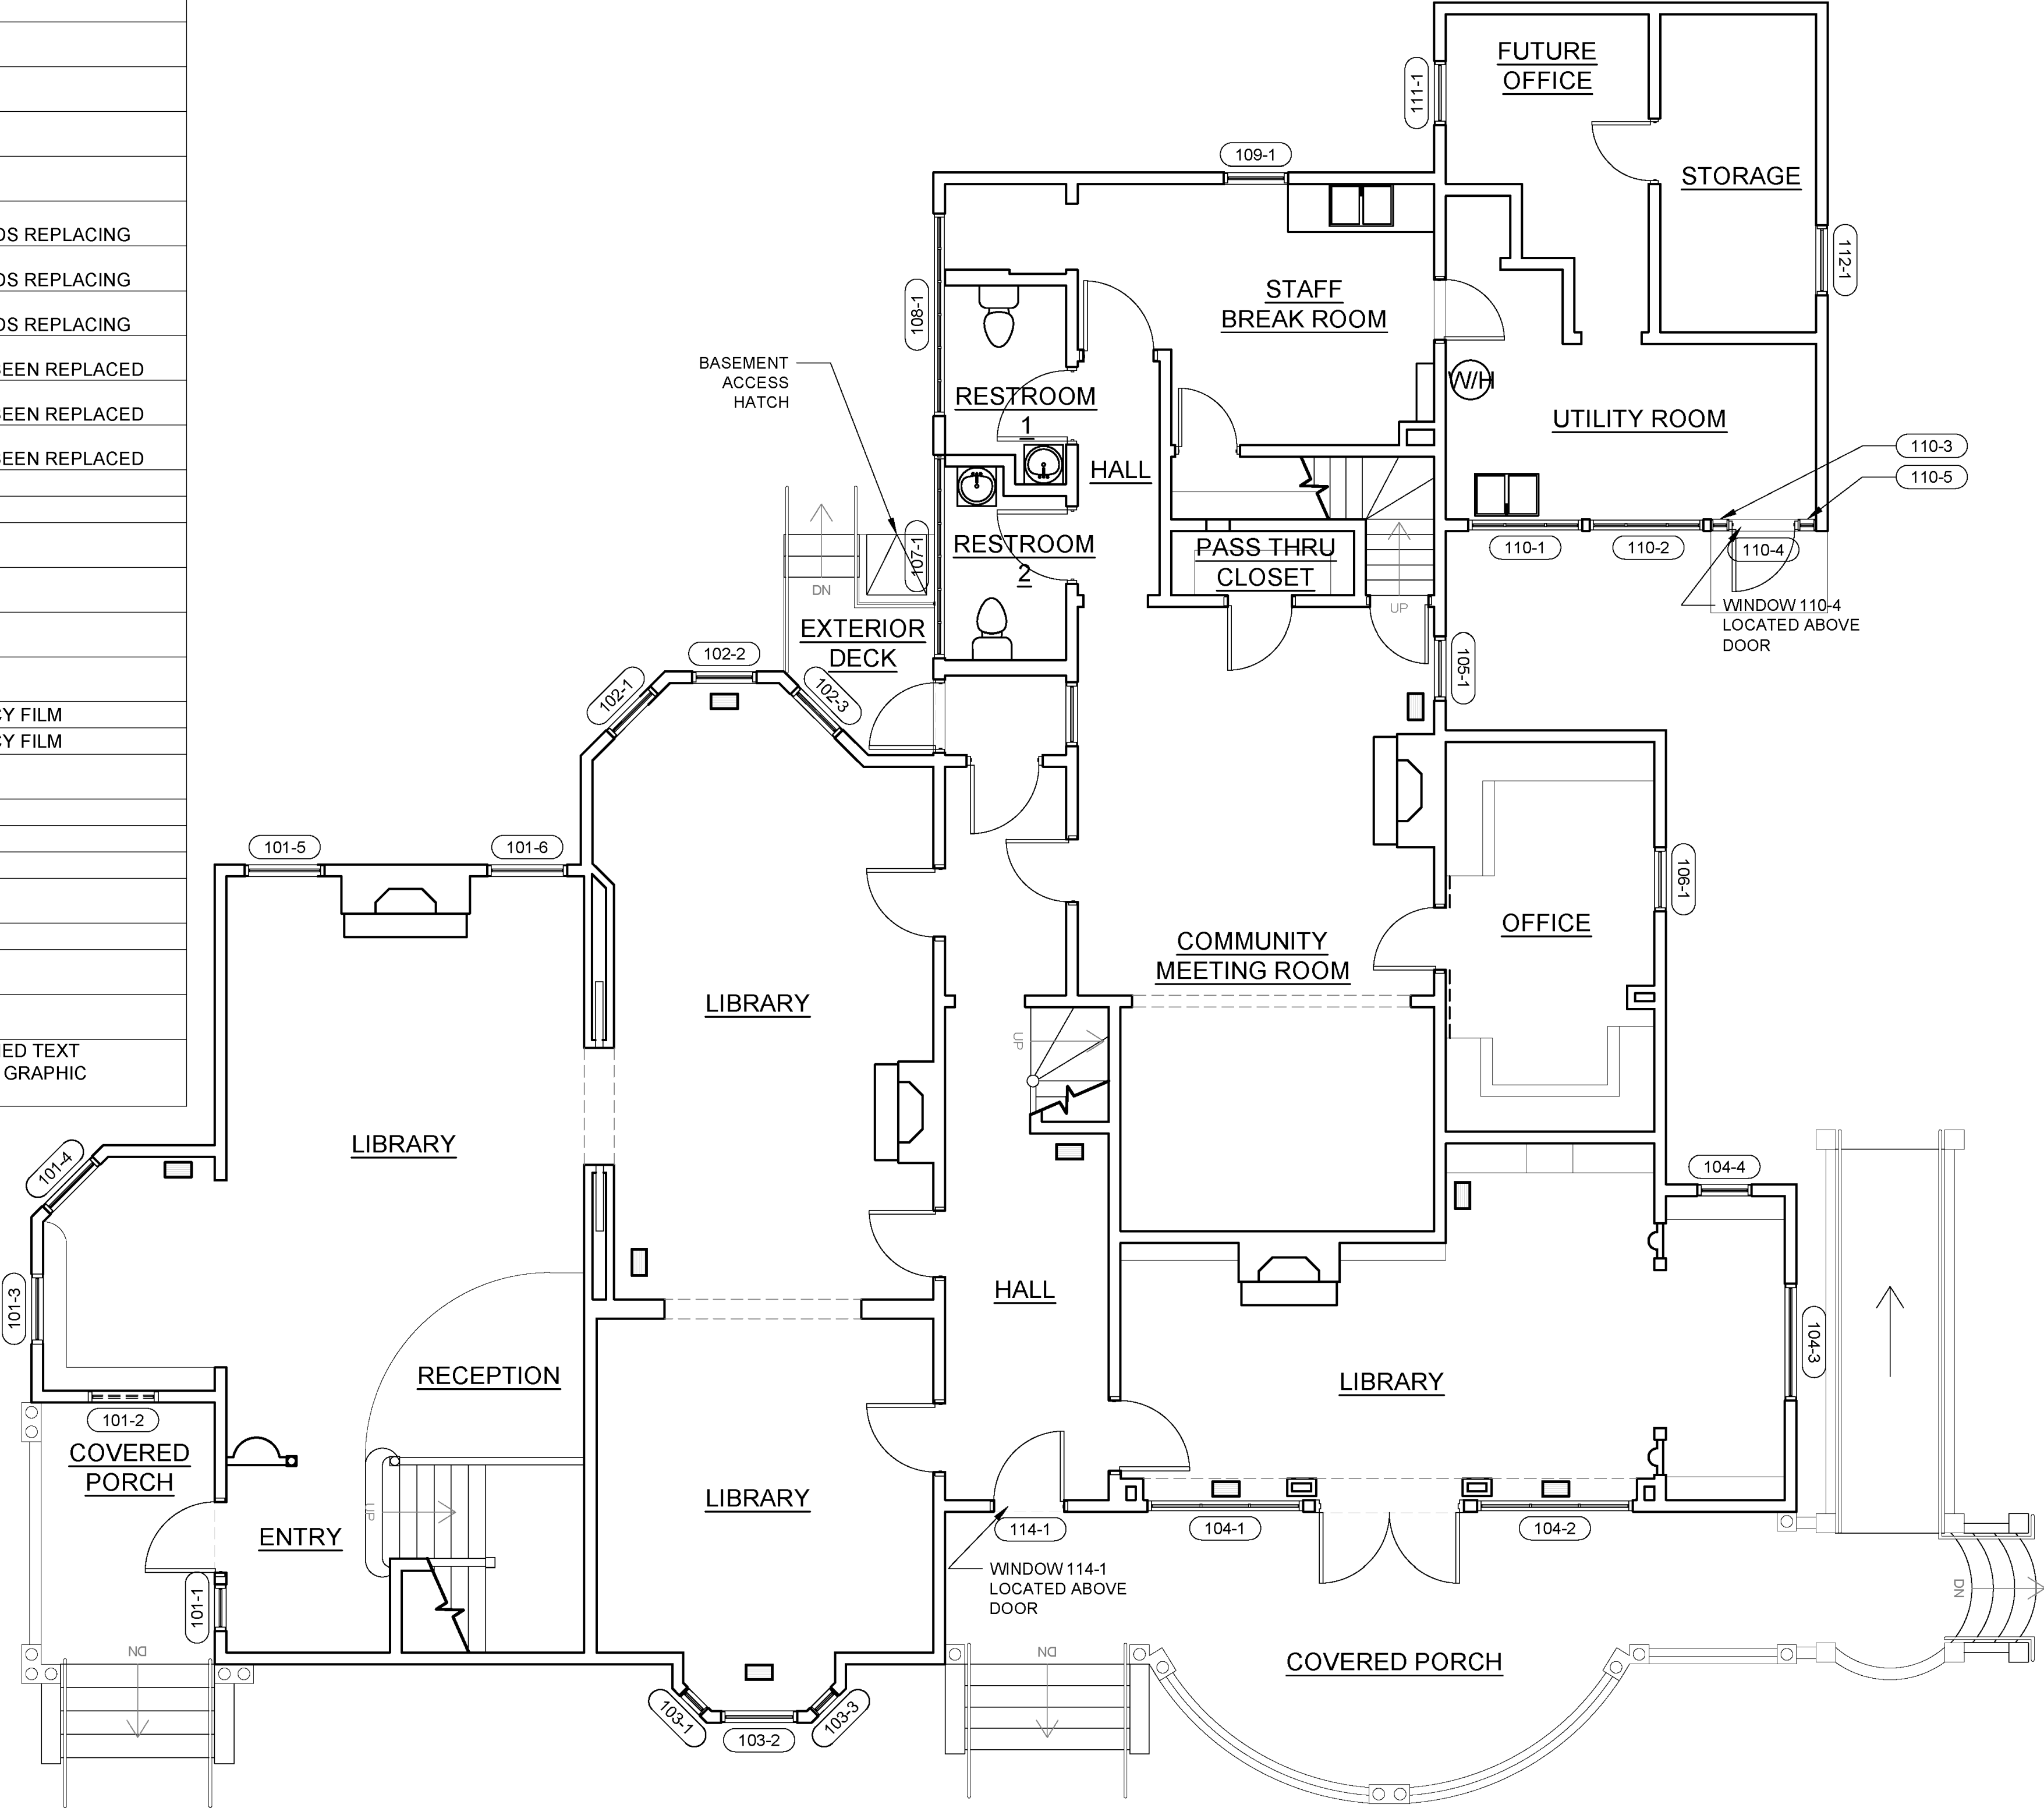 DS REPLACING
DS REPLACING
DS REPLACING
BEEN REPLACED
BEEN REPLACED
BEEN REPLACED
CY FILM
CY FILM
TEXT
GRAPHIC
FUTURE
OFFICE
111-1
STORAGE
109-1
112-1
STAFF
BREAK ROOM
108-1
BASEMENT
ACCESS
HATCH
RESTROOM
1
W/H
UTILITY ROOM
110-3
110-5
HALL
107-1
RESTROOM
2
PASS THRU
CLOSET
110-1
110-2
110-4
DN
UP
WINDOW 110-4
LOCATED ABOVE
DOOR
EXTERIOR
DECK
102-1
102-2
102-3
105-1
101-5
101-6
106-1
OFFICE
COMMUNITY
MEETING ROOM
LIBRARY
UP
LIBRARY
101-4
104-4
101-3
HALL
104-3
RECEPTION
LIBRARY
101-2
COVERED
PORCH
LIBRARY
UP
ENTRY
114-1
104-1
104-2
WINDOW 114-1
LOCATED ABOVE
DOOR
101-1
DN
DN
DN
COVERED PORCH
103-1
103-2
103-3